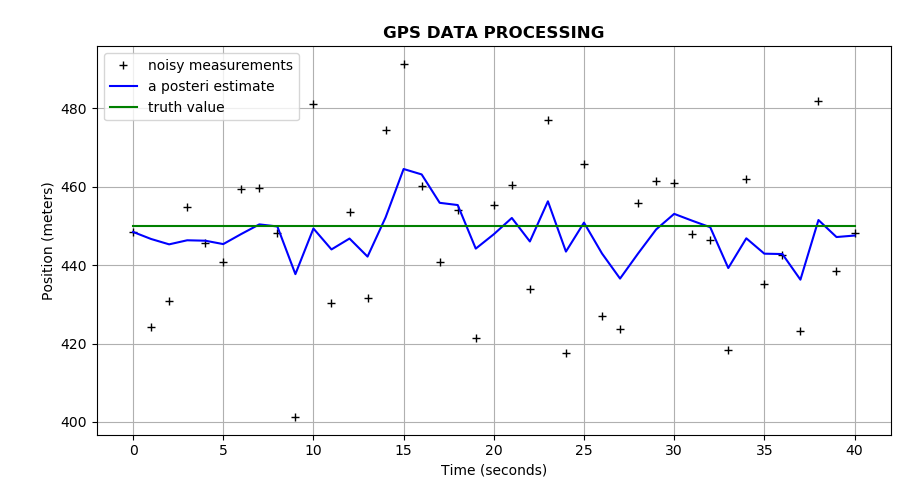 GPS DATA PROCESSING
noisy measurements
a posteri estimate
truth value
Position (meters)
480
460
440
420
400
0 5 10 15 20 25 30 35 40
Time (seconds)